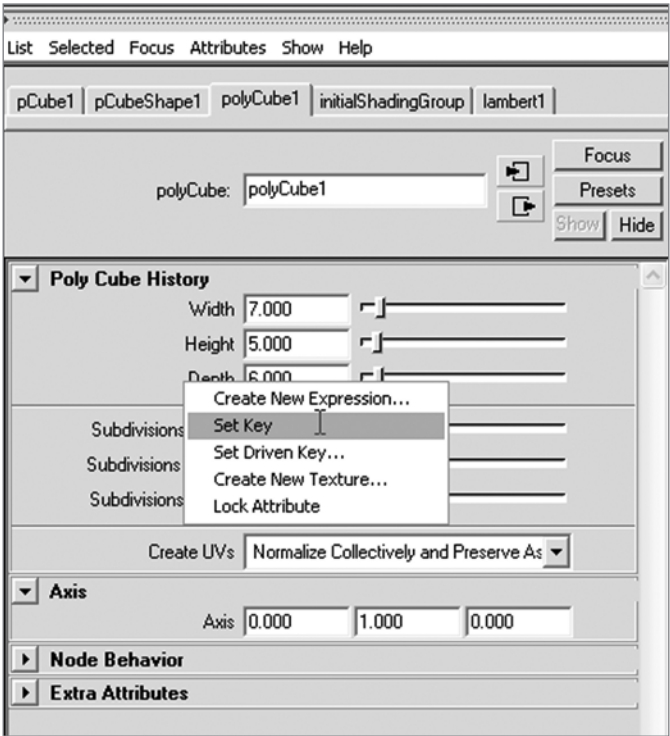 List Selected Focus Attributes Show Help
pCube1 pCubeShape1 polyCube1 initialShadingGroup lambert1
Focus
polyCube: polyCube1
Presets
Show Hide
Poly Cube History
Width 7.000
Height 5.000
Depth 6.000
Create New Expression...
Subdivisions Set Key
Set Driven Key...
Subdivisions
Create New Texture...
Subdivisions Lock Attribute
Create UVs Normalize Collectively and Preserve As
Axis
Axis 0.000 1.000 0.000
Node Behavior
Extra Attributes